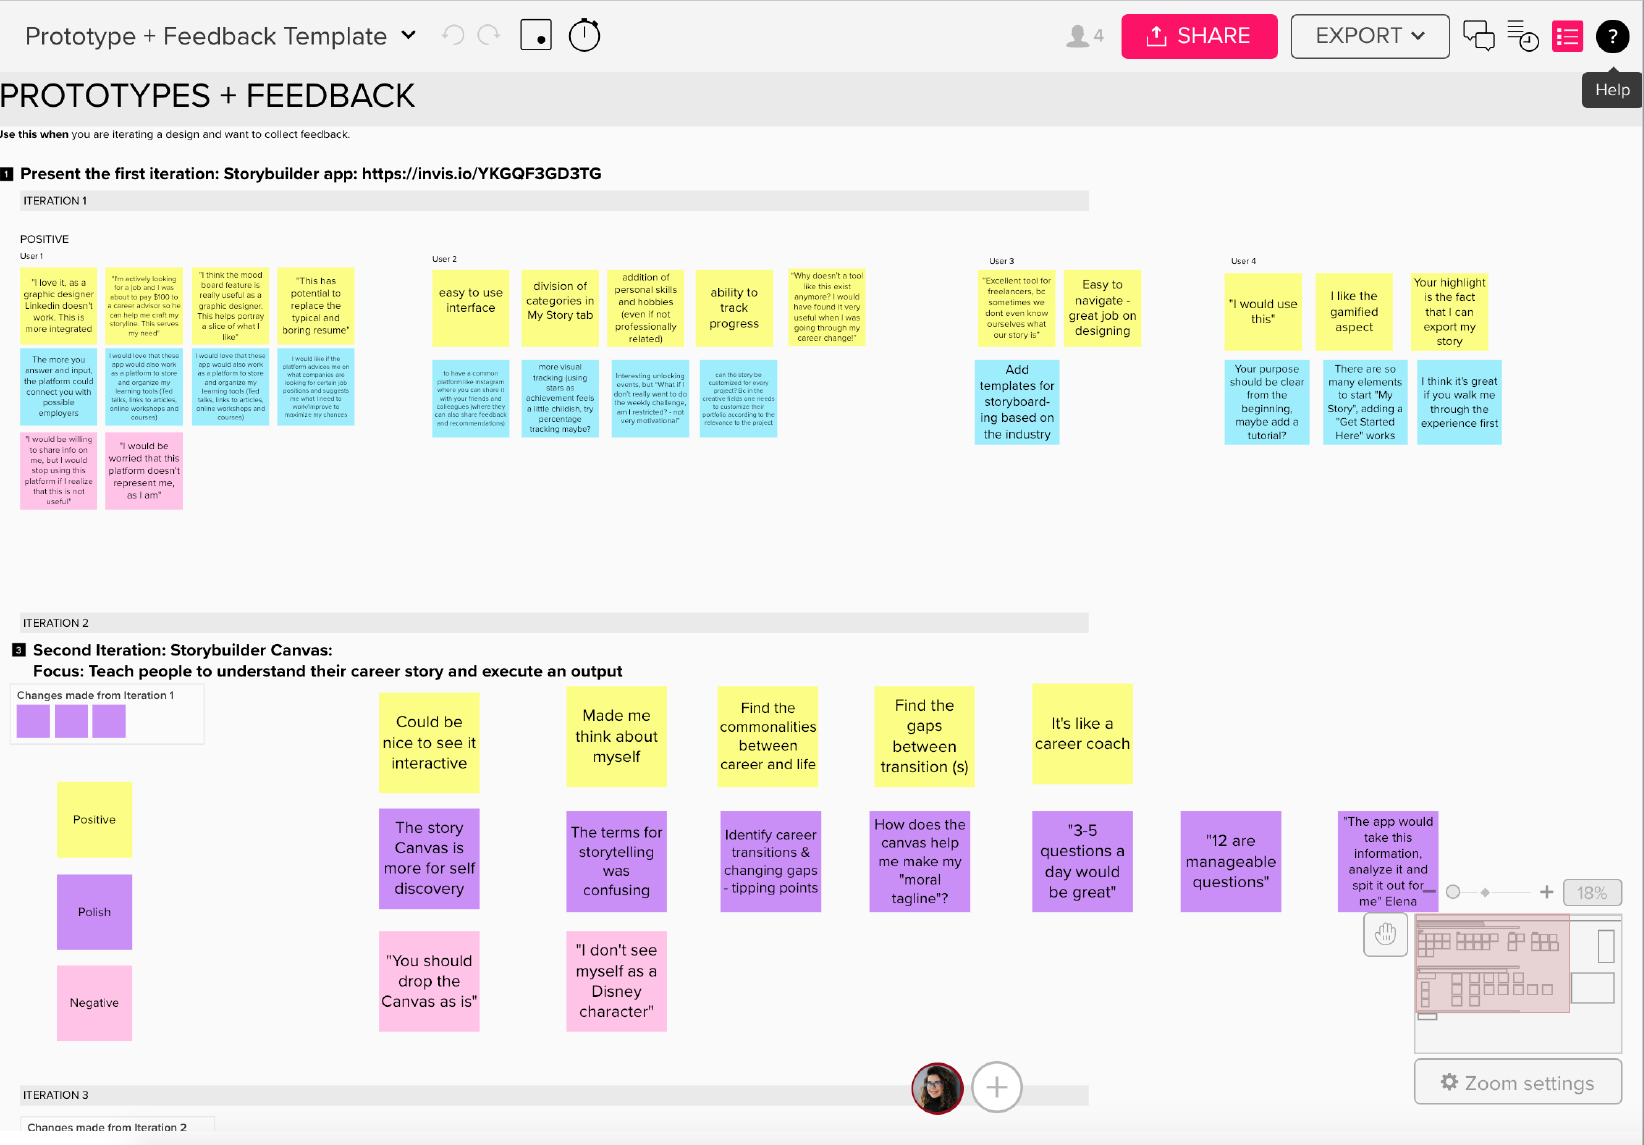 Prototype + Feedback Template
4
SHARE
EXPORT
?
Help
PROTOTYPES + FEEDBACK
Use this when you are iterating a design and want to collect feedback.
1 Present the first iteration: Storybuilder app: https://invis.io/YKGQF3GD3TG
ITERATION 1
POSITIVE
User 1
"I love it, as a
graphic designer
Linkedin doesn't
work. This is
more integrated
"I'm actively looking
for a job and I was
about to pay $100 to
a career advisor so he
can help me craft my
storyline. This serves
my need"
"I think the mood
board feature is
really useful as a
graphic designer.
This helps portray
a slice of what I
like"
"This has
potential to
replace the
typical and
boring resume"
The more you
answer and input,
the platform could
connect you with
possible
employers
I would love that these
app would also work
as a platform to store
and organize my
learning tools (Ted
talks, links to articles,
online workshops and
courses)
I would love that these
app would also work
as a platform to store
and organize my
learning tools (Ted
talks, links to articles,
online workshops and
courses)
I would like if the
platform advices me on
what companies are
looking for certain job
positions and suggests
me what I need to
work/improve to
maximize my chances
"I would be willing
to share info on
me, but I would
stop using this
platform if I realize
that this is not
useful"
"I would be
worried that this
platform doesn't
represent me,
as I am"
User 2
easy to use
interface
division of
categories in
My Story tab
addition of
personal skills
and hobbies
(even if not
professionally
related)
ability to
track
progress
"Why doesn't a tool
like this exist
anymore? I would
have found it very
useful when I was
going through my
career change!"
to have a common
platform like instagram
where you can share it
with your friends and
colleagues (where they
can also share feedback
and recommendations)
more visual
tracking (using
stars as
achievement feels
a little childish, try
percentage
tracking maybe?
Interesting unlocking
events, but "What if I
don't really want to do
the weekly challenge,
am I restricted? - not
very motivational"
can the story be
customized for every
project? Bc in the
creative fields one needs
to customize their
portfolio according to the
relevance to the project
User 3
"Excellent tool for
freelancers, bc
sometimes we
dont even know
ourselves what
our story is"
Easy to
navigate -
great job on
designing
Add
templates for
storyboard-
ing based on
the industry
User 4
"I would use
this"
I like the
gamified
aspect
Your highlight
is the fact
that I can
export my
story
Your purpose
should be clear
from the
beginning,
maybe add a
tutorial?
There are so
many elements
to start "My
Story", adding a
"Get Started
Here" works
I think it's great
if you walk me
through the
experience first
ITERATION 2
3 Second Iteration: Storybuilder Canvas:
Focus: Teach people to understand their career story and execute an output
Changes made from Iteration 1
Positive
Polish
Negative
Could be
nice to see it
interactive
Made me
think about
myself
Find the
commonalities
between
career and life
Find the
gaps
between
transition (s)
It's like a
career coach
The story
Canvas is
more for self
discovery
The terms for
storytelling
was
confusing
Identify career
transitions &
changing gaps
- tipping points
How does the
canvas help
me make my
"moral
tagline"?
"3-5
questions a
day would
be great"
"12 are
manageable
questions"
"The app would
take this
information,
analyze it and
spit it out for
me" Elena
"You should
drop the
Canvas as is"
"I don't see
myself as a
Disney
character"
18%
Zoom settings
ITERATION 3
Changes made from Iteration 2